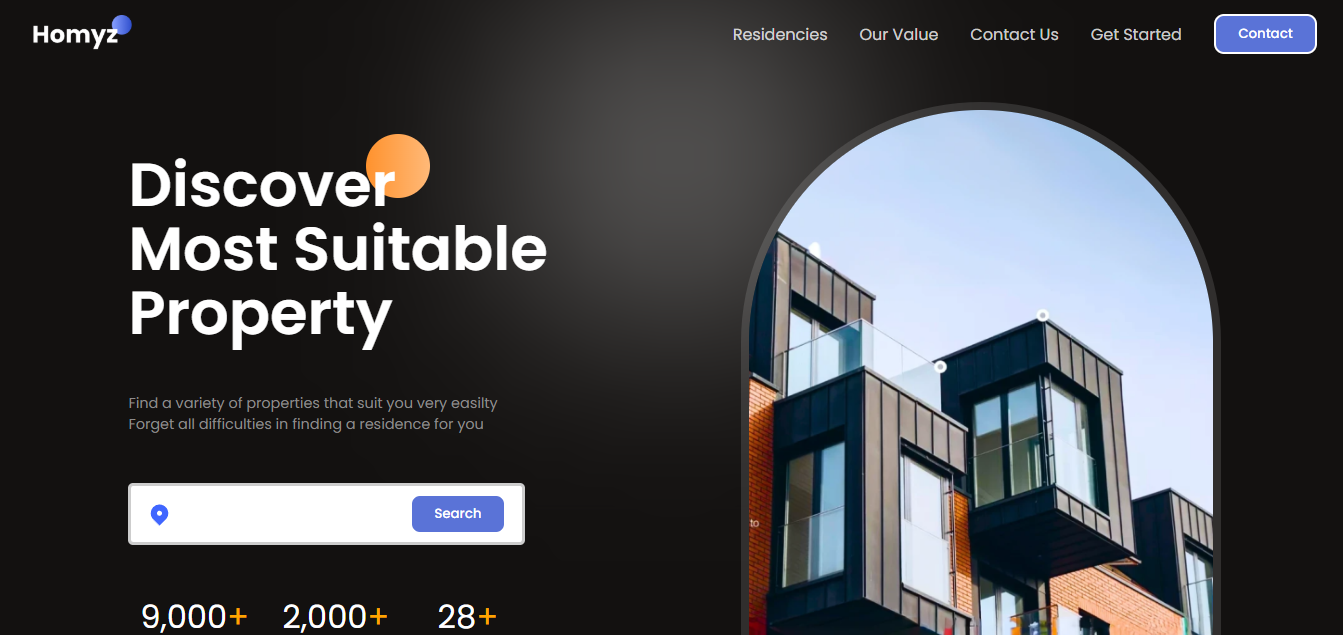 Homyz
Residencies
Our Value
Contact Us
Get Started
Contact
Discover
Most Suitable
Property
Find a variety of properties that suit you very easilty
Forget all difficulties in finding a residence for you
Search
to
9,000+
2,000+
28+